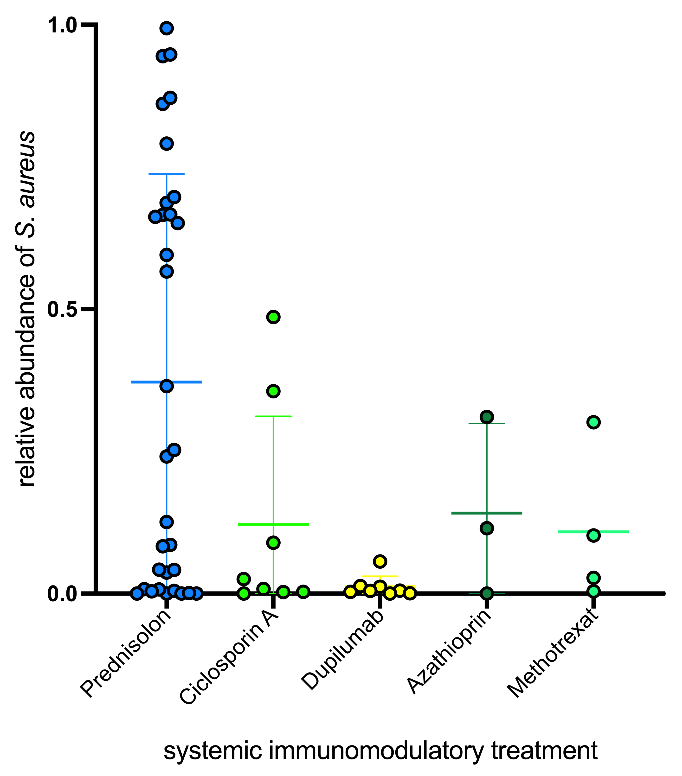 1.0
0.5
0.0
relative abundance of S. aureus
Prednisolon
Ciclosporin A
Dupilumab
Azathioprin
Methotrexat
systemic immunomodulatory treatment